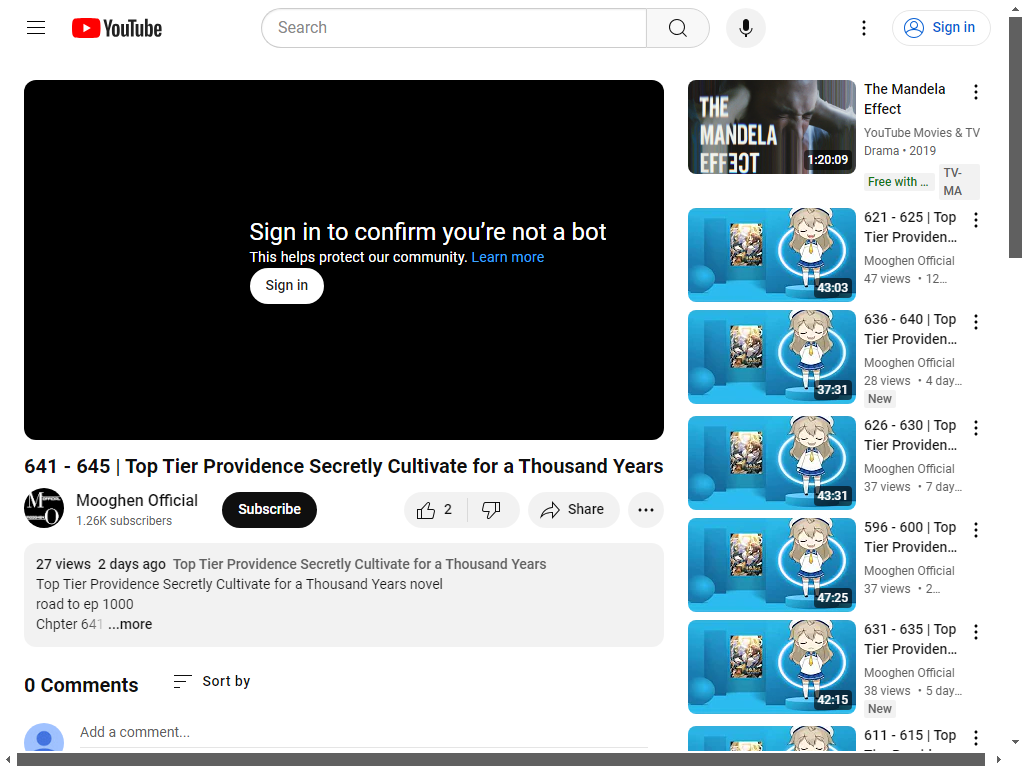 YouTube
Search
Sign in
Sign in to confirm you're not a bot
This helps protect our community. Learn more
Sign in
641 - 645 | Top Tier Providence Secretly Cultivate for a Thousand Years
Mooghen Official
1.26K subscribers
Subscribe
2
Share
27 views 2 days ago Top Tier Providence Secretly Cultivate for a Thousand Years
Top Tier Providence Secretly Cultivate for a Thousand Years novel
road to ep 1000
Chpter 641 ...more
0 Comments
Sort by
Add a comment...
THE
MANDELA
EFFECT
1:20:09
The Mandela
Effect
YouTube Movies & TV
Drama • 2019
Free with ...
TV-
MA
43:03
621 - 625 | Top
Tier Providen...
Mooghen Official
47 views • 12...
37:31
636 - 640 | Top
Tier Providen...
Mooghen Official
28 views • 4 day...
New
43:31
626 - 630 | Top
Tier Providen...
Mooghen Official
37 views • 7 day...
47:25
596 - 600 | Top
Tier Providen...
Mooghen Official
37 views • 2...
42:15
631 - 635 | Top
Tier Providen...
Mooghen Official
38 views • 5 day...
New
611 - 615 | Top